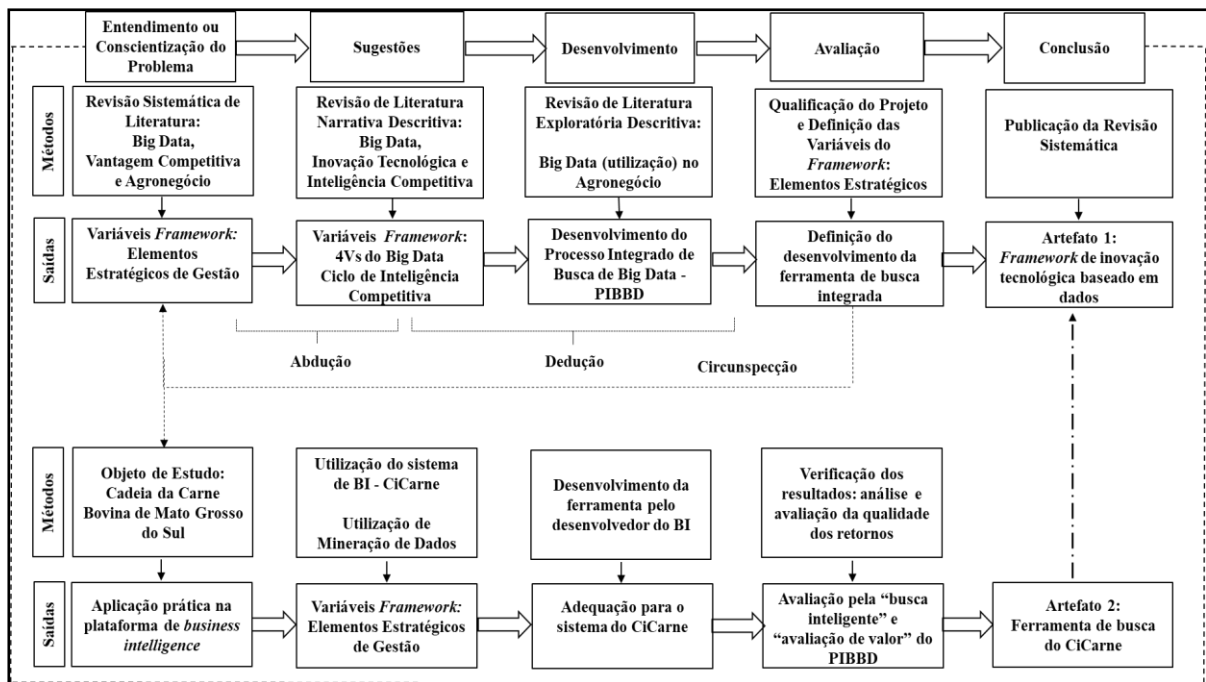 Entendimento ou
Conscientização do
Problema
Sugestões
Desenvolvimento
Avaliação
Conclusão
Métodos
Revisão Sistemática de
Literatura:
Big Data,
Vantagem Competitiva
e Agronegócio
Revisão de Literatura
Narrativa Descritiva:
Big Data,
Inovação Tecnológica e
Inteligência Competitiva
Revisão de Literatura
Exploratória Descritiva:
Big Data (utilização) no
Agronegócio
Qualificação do Projeto
e Definição das
Variáveis do
Framework:
Elementos Estratégicos
Publicação da Revisão
Sistemática
Saídas
Variáveis Framework:
Elementos
Estratégicos de Gestão
Variáveis Framework:
4Vs do Big Data
Ciclo de Inteligência
Competitiva
Desenvolvimento do
Processo Integrado de
Busca de Big Data -
PIBBD
Definição do
desenvolvimento da
ferramenta de busca
integrada
Artefato 1:
Framework de inovação
tecnológica baseado em
dados
Abdução
Dedução
Circunspecção
Métodos
Objeto de Estudo:
Cadeia da Carne
Bovina de Mato Grosso
do Sul
Utilização do sistema
de BI - CiCarne
Utilização de
Mineração de Dados
Desenvolvimento da
ferramenta pelo
desenvolvedor do BI
Verificação dos
resultados: análise e
avaliação da qualidade
dos retornos
Saídas
Aplicação prática na
plataforma de business
intelligence
Variáveis Framework:
Elementos Estratégicos
de Gestão
Adequação para o
sistema do CiCarne
Avaliação pela “busca
inteligente” e
“avaliação de valor” do
PIBBD
Artefato 2:
Ferramenta de busca
do CiCarne